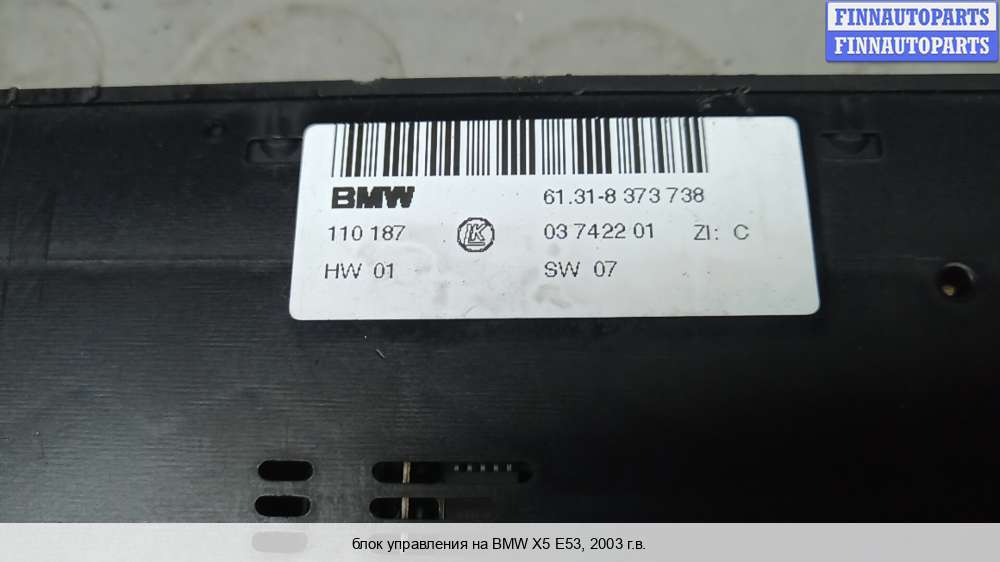 FINNAUTOPARTS
FINNAUTOPARTS
BMW 61.31-8 373 738
110 187 LK 03 7422 01 ZI: C
HW 01 SW 07
блок управления на BMW X5 E53, 2003 г.в.